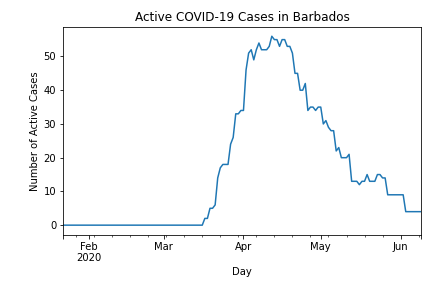 Active COVID-19 Cases in Barbados
Number of Active Cases
50
40
30
20
10
0
Feb
2020
Mar
Apr
May
Jun
Day